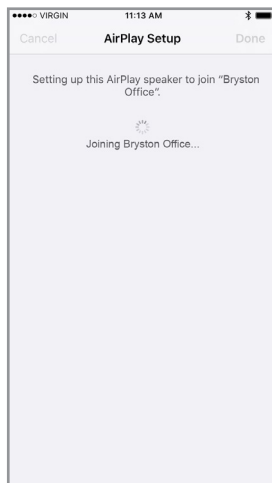 VIRGIN 11:13 AM
Cancel AirPlay Setup Done
Setting up this AirPlay speaker to join “Bryston
Office”.
Joining Bryston Office...